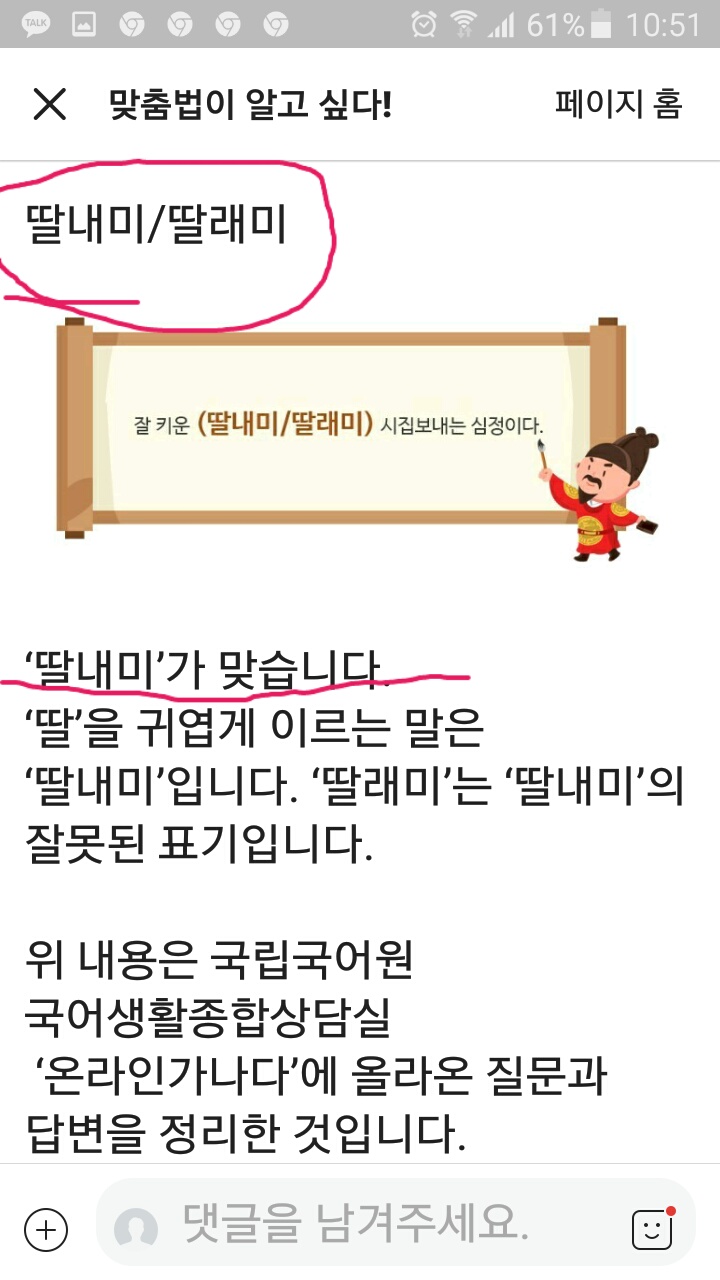 TALK 61% 10:51
맞춤법이 알고 싶다! 페이지 홈
딸내미/딸래미
잘 키운 (딸내미/딸래미) 시집보내는 심정이다.
‘딸내미’가 맞습니다.
‘딸’을 귀엽게 이르는 말은
‘딸내미’입니다. ‘딸래미’는 ‘딸내미’의
잘못된 표기입니다.
위 내용은 국립국어원
국어생활종합상담실
‘온라인가나다’에 올라온 질문과
답변을 정리한 것입니다.
댓글을 남겨주세요.